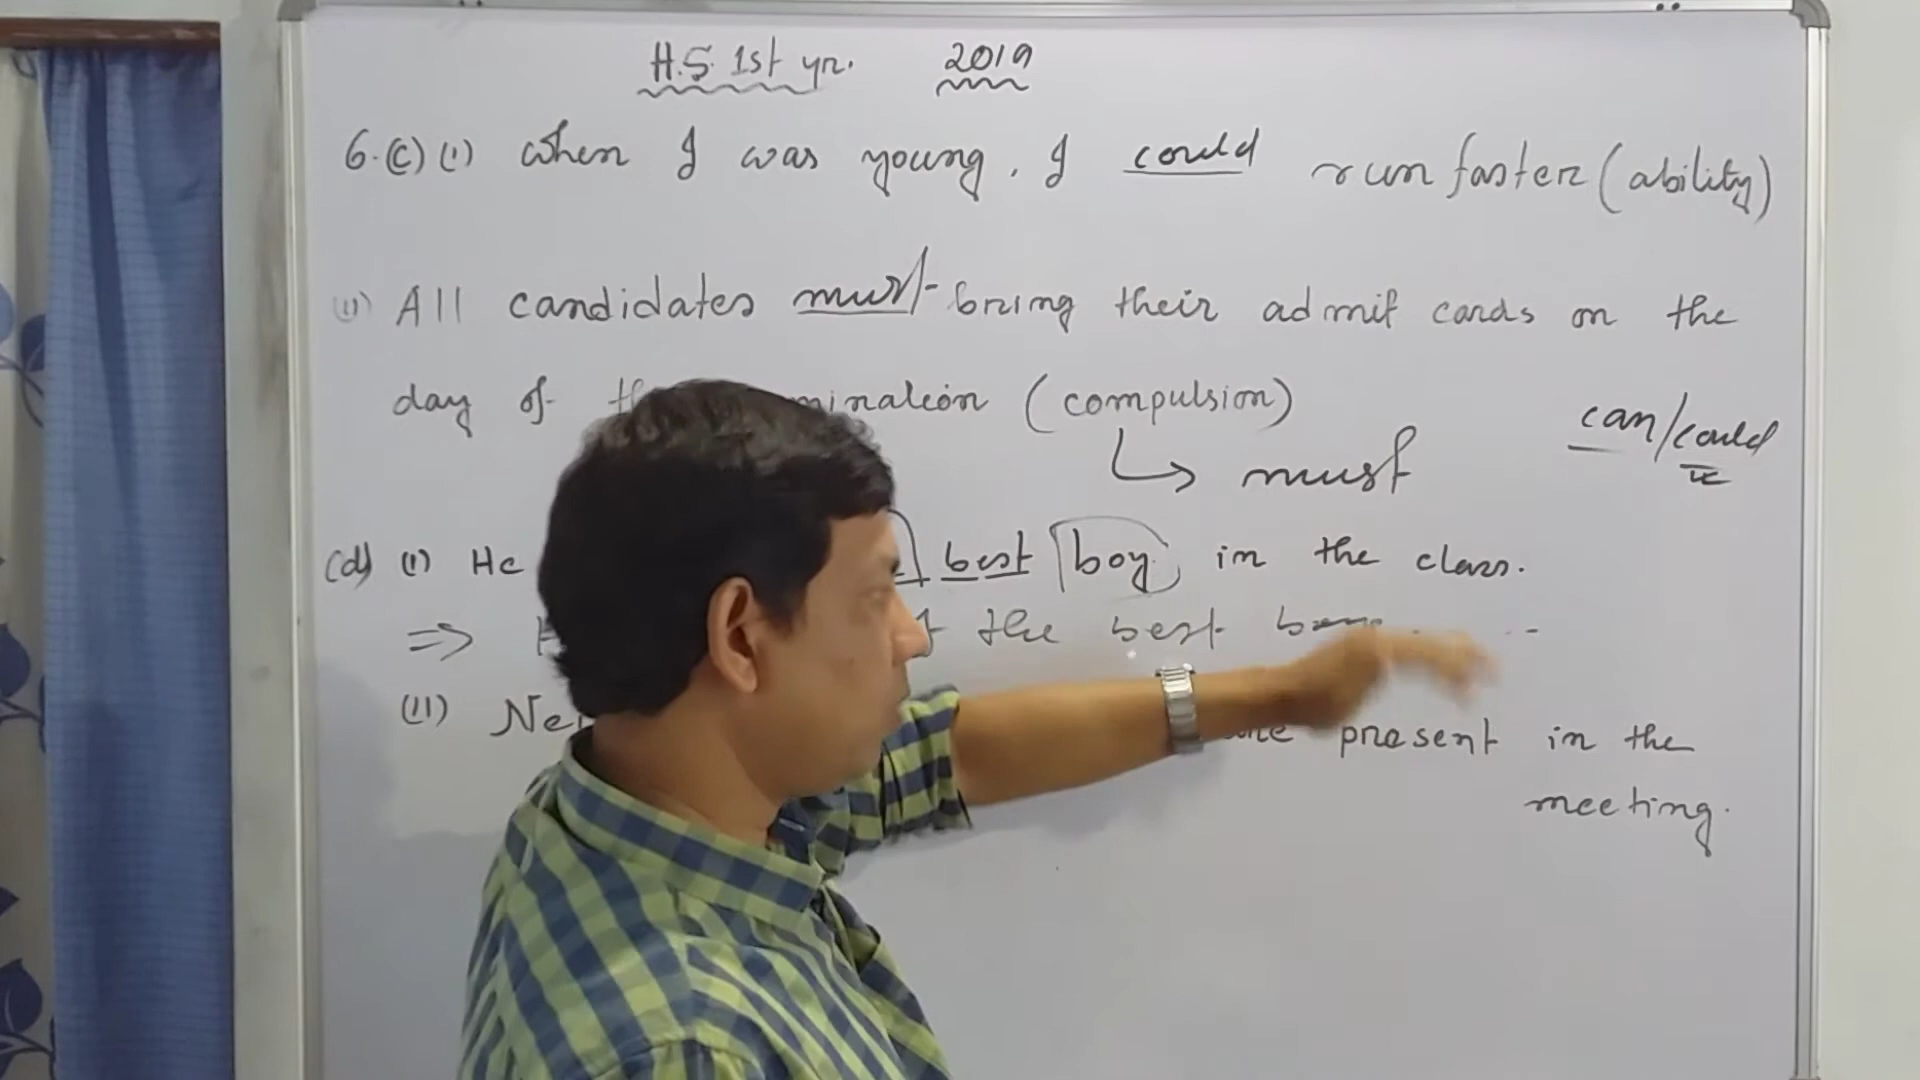 H.S. 1st yr. 2019
6.(c) (i) When I was young, I could run faster (ability)
(ii) All candidates must bring their admit cards on the
day of (compulsion)
can/could
must
(d) (i) He best boy in the class.
⇒ the best
(ii) present in the
meeting.